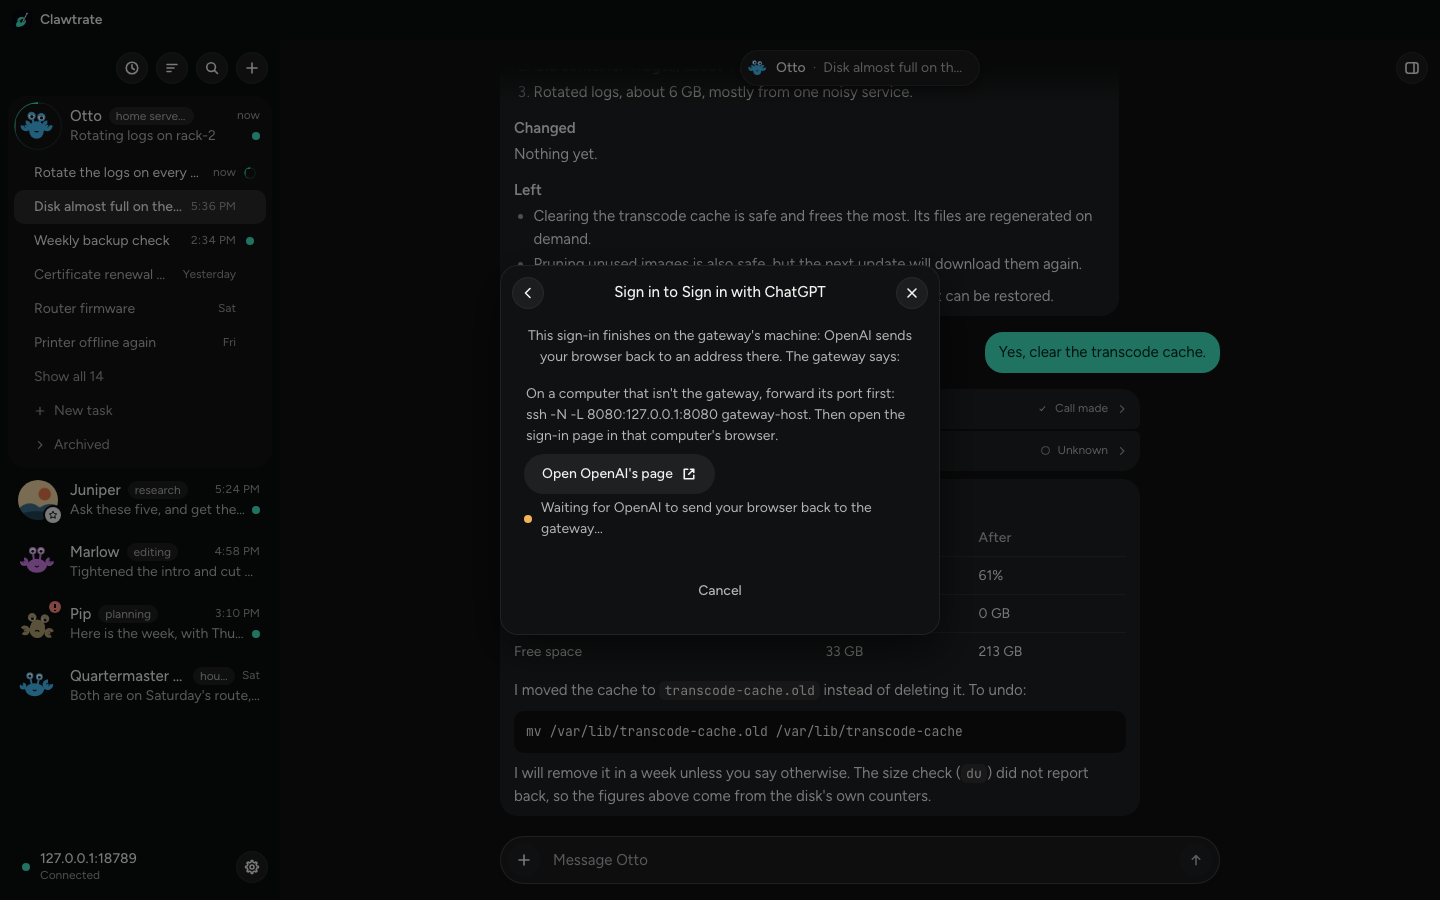 Clawtrate
Otto
home serve...
now
Rotating logs on rack-2
Rotate the logs on every ...
now
Disk almost full on the...
5:36 PM
Weekly backup check
2:34 PM
Certificate renewal ...
Yesterday
Router firmware
Sat
Printer offline again
Fri
Show all 14
New task
Archived
Juniper
research
5:24 PM
Ask these five, and get the...
Marlow
editing
4:58 PM
Tightened the intro and cut ...
Pip
planning
3:10 PM
Here is the week, with Thu...
Quartermaster ...
hou...
Sat
Both are on Saturday's route,...
127.0.0.1:18789
Connected
Otto · Disk almost full on th...
3. Rotated logs, about 6 GB, mostly from one noisy service.
Changed
Nothing yet.
Left
• Clearing the transcode cache is safe and frees the most. Its files are regenerated on
demand.
• Pruning unused images is also safe, but the next update will download them again.
can be restored.
Yes, clear the transcode cache.
Call made
Unknown
Sign in to Sign in with ChatGPT
This sign-in finishes on the gateway's machine: OpenAI sends
your browser back to an address there. The gateway says:
On a computer that isn't the gateway, forward its port first:
ssh -N -L 8080:127.0.0.1:8080 gateway-host. Then open the
sign-in page in that computer's browser.
Open OpenAI's page
Waiting for OpenAI to send your browser back to the
gateway...
Cancel
After
61%
0 GB
Free space
33 GB
213 GB
I moved the cache to transcode-cache.old instead of deleting it. To undo:
mv /var/lib/transcode-cache.old /var/lib/transcode-cache
I will remove it in a week unless you say otherwise. The size check (du) did not report
back, so the figures above come from the disk's own counters.
Message Otto